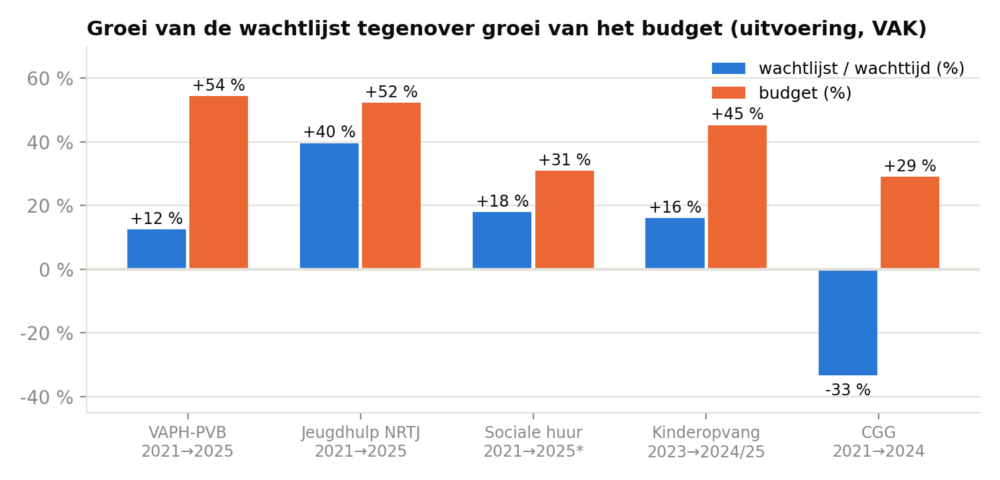 Groei van de wachtlijst tegenover groei van het budget (uitvoering, VAK)
wachtlijst / wachttijd (%)
budget (%)
60 %
40 %
20 %
0 %
-20 %
-40 %
+12 %
+54 %
+40 %
+52 %
+18 %
+31 %
+16 %
+45 %
-33 %
+29 %
VAPH-PVB
2021→2025
Jeugdhulp NRTJ
2021→2025
Sociale huur
2021→2025*
Kinderopvang
2023→2024/25
CGG
2021→2024